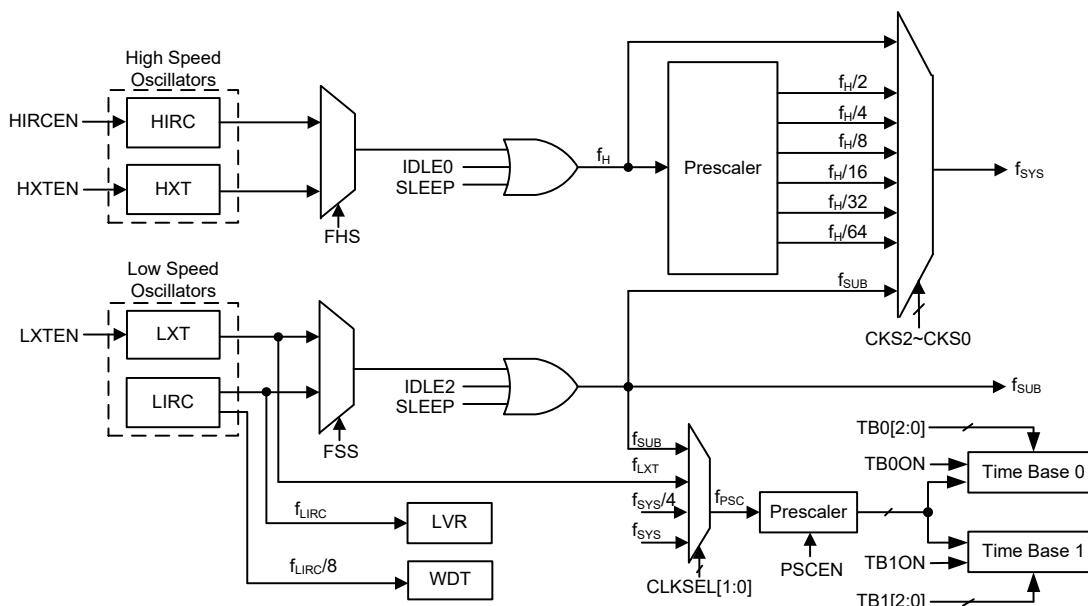 High Speed
Oscillators
HIRCEN
HIRC
HXTEN
HXT
FHS
IDLE0
SLEEP
fH
Prescaler
fH/2
fH/4
fH/8
fH/16
fH/32
fH/64
fSUB
CKS2~CKS0
fSYS
Low Speed
Oscillators
LXTEN
LXT
LIRC
FSS
IDLE2
SLEEP
fSUB
fSUB
fLXT
fSYS/4
fSYS
CLKSEL[1:0]
fPSC
Prescaler
PSCEN
TB0[2:0]
TB0ON
Time Base 0
Time Base 1
TB1ON
TB1[2:0]
fLIRC
LVR
fLIRC/8
WDT